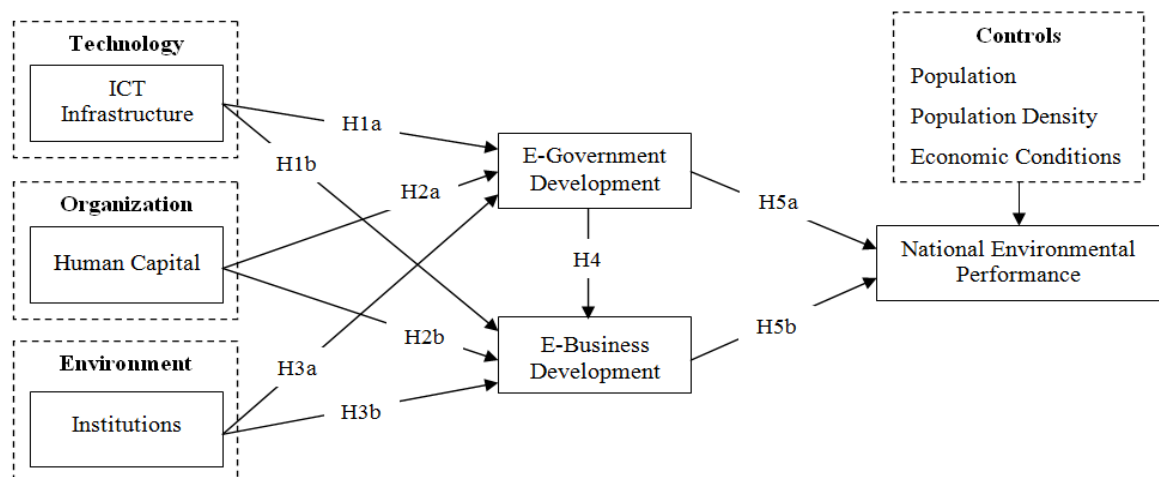 Technology
ICT
Infrastructure
Organization
Human Capital
Environment
Institutions
H1a
H1b
H2a
H2b
H3a
H3b
E-Government
Development
H4
E-Business
Development
H5a
H5b
Controls
Population
Population Density
Economic Conditions
National Environmental
Performance